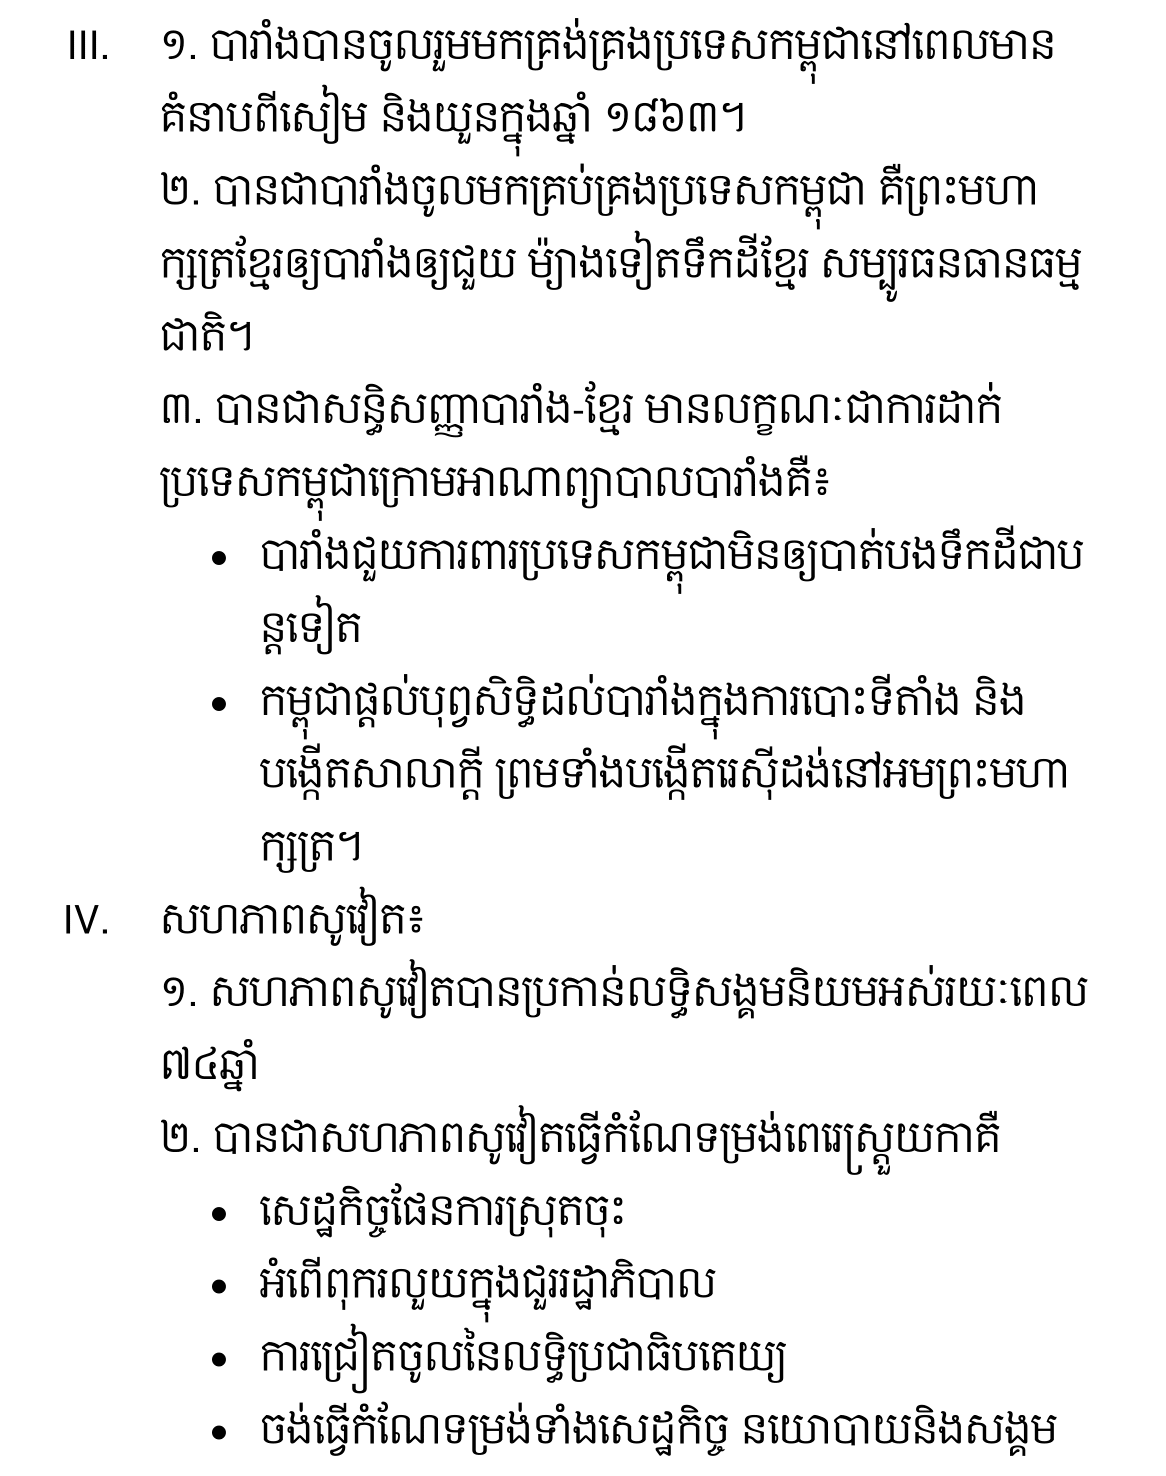 III. ១. បារាំងបានចូលរួមមកគ្រង់គ្រងប្រទេសកម្ពុជានៅពេលមាន
គំនាបពីសៀម និងយួនក្នុងឆ្នាំ ១៨៦៣។
២. បានជាបារាំងចូលមកគ្រប់គ្រងប្រទេសកម្ពុជា គឺព្រះមហា
ក្សត្រខ្មែរឲ្យបារាំងឲ្យជួយ ម៉្យាងទៀតទឹកដីខ្មែរ សម្បូរធនធានធម្ម
ជាតិ។
៣. បានជាសន្ធិសញ្ញាបារាំង-ខ្មែរ មានលក្ខណៈជាការដាក់
ប្រទេសកម្ពុជាក្រោមអាណាព្យាបាលបារាំងគឺ៖
• បារាំងជួយការពារប្រទេសកម្ពុជាមិនឲ្យបាត់បងទឹកដីជាប
ន្តទៀត
• កម្ពុជាផ្តល់បុព្វសិទ្ធិដល់បារាំងក្នុងការបោះទីតាំង និង
បង្កើតសាលាក្តី ព្រមទាំងបង្កើតរេស៊ីដង់នៅអមព្រះមហា
ក្សត្រ។
IV. សហភាពសូវៀត៖
១. សហភាពសូវៀតបានប្រកាន់លទ្ធិសង្គមនិយមអស់រយៈពេល
៧៤ឆ្នាំ
២. បានជាសហភាពសូវៀតធ្វើកំណែទម្រង់ពេរេស្ត្រួយកាគឺ
• សេដ្ឋកិច្ចផែនការស្រុតចុះ
• អំពើពុករលួយក្នុងជួររដ្ឋាភិបាល
• ការជ្រៀតចូលនៃលទ្ធិប្រជាធិបតេយ្យ
• ចង់ធ្វើកំណែទម្រង់ទាំងសេដ្ឋកិច្ច នយោបាយនិងសង្គម